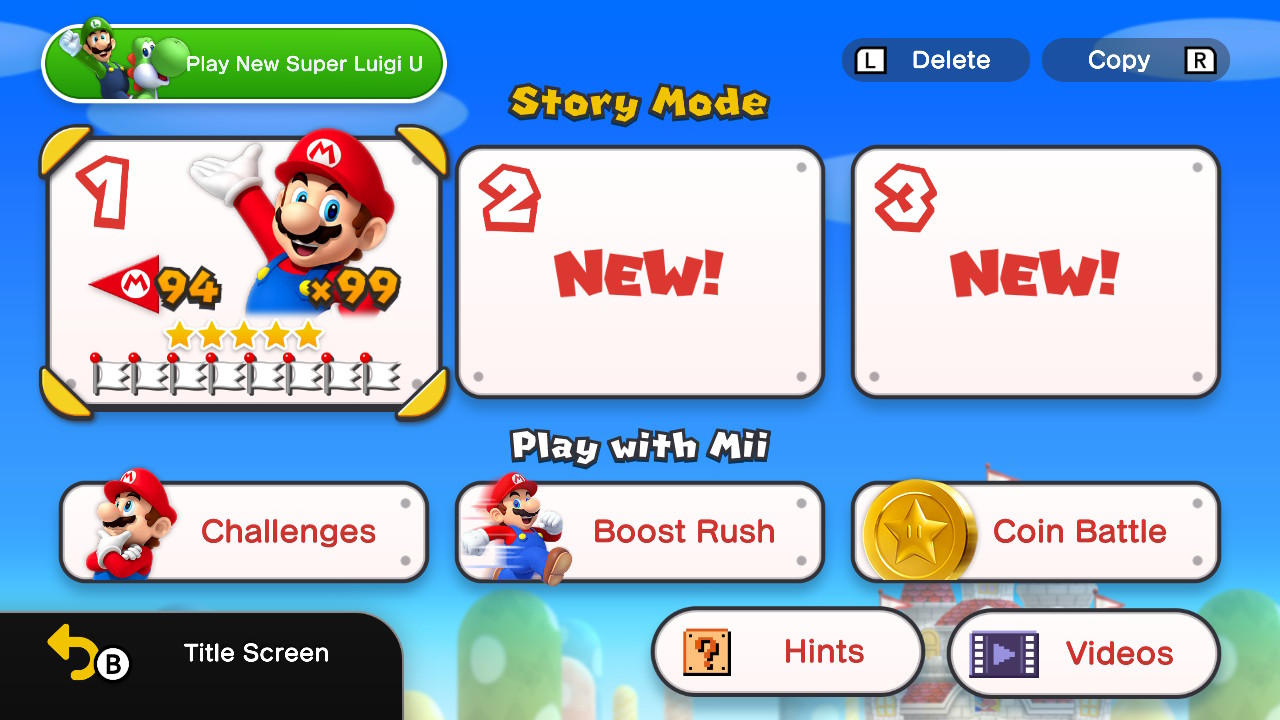 Play New Super Luigi U
L Delete
Copy R
Story Mode
1
94
×99
2
NEW!
3
NEW!
Play with Mii
Challenges
Boost Rush
Coin Battle
B Title Screen
? Hints
Videos